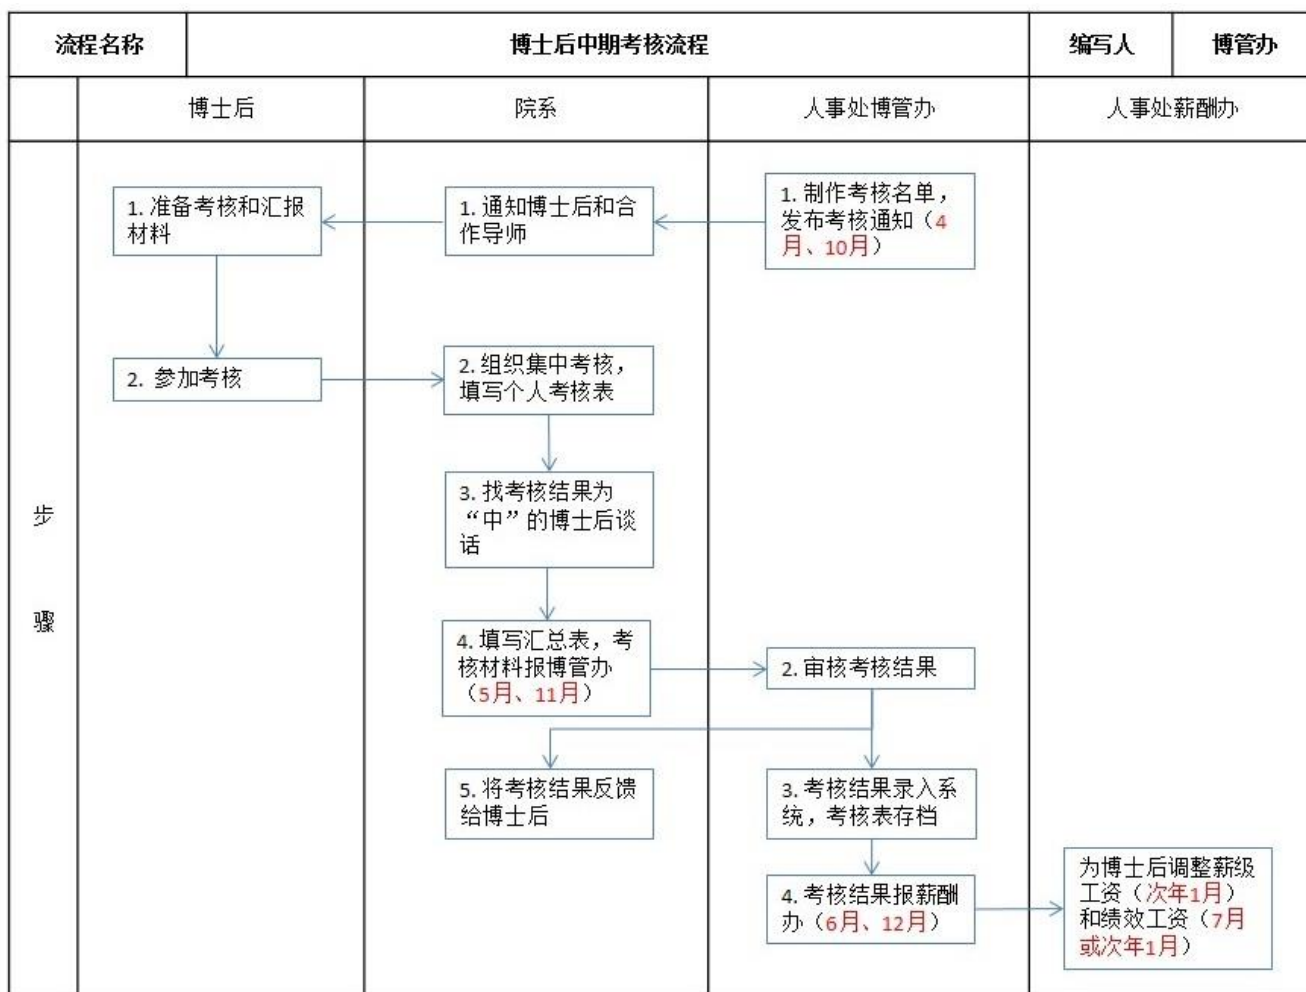 流程名称 博士后中期考核流程 编写人 博管办
博士后 院系 人事处博管办 人事处薪酬办
步
骤
1. 准备考核和汇报
材料
1. 通知博士后和合
作导师
1. 制作考核名单，
发布考核通知（4
月、10月）
2. 参加考核
2. 组织集中考核，
填写个人考核表
3. 找考核结果为
“中”的博士后谈
话
4. 填写汇总表，考
核材料报博管办
（5月、11月）
2. 审核考核结果
5. 将考核结果反馈
给博士后
3. 考核结果录入系
统，考核表存档
4. 考核结果报薪酬
办（6月、12月）
为博士后调整薪级
工资（次年1月）
和绩效工资（7月
或次年1月）